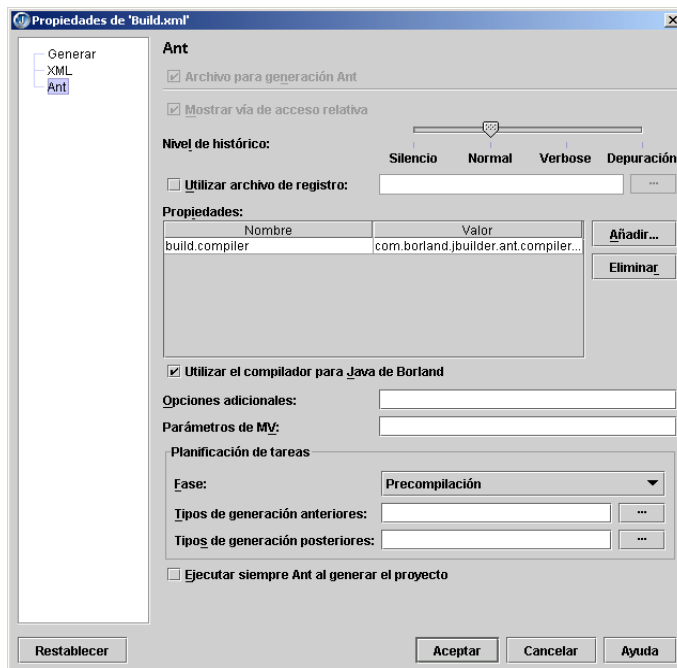 Propiedades de 'Build.xml'
Generar
XML
Ant
Ant
Archivo para generación Ant
Mostrar vía de acceso relativa
Nivel de histórico:
Silencio Normal Verbose Depuración
Utilizar archivo de registro: ...
Propiedades:
Nombre Valor
build.compiler com.borland.jbuilder.ant.compiler...
Añadir...
Eliminar
Utilizar el compilador para Java de Borland
Opciones adicionales:
Parámetros de MV:
Planificación de tareas
Fase: Precompilación
Tipos de generación anteriores: ...
Tipos de generación posteriores: ...
Ejecutar siempre Ant al generar el proyecto
Restablecer Aceptar Cancelar Ayuda